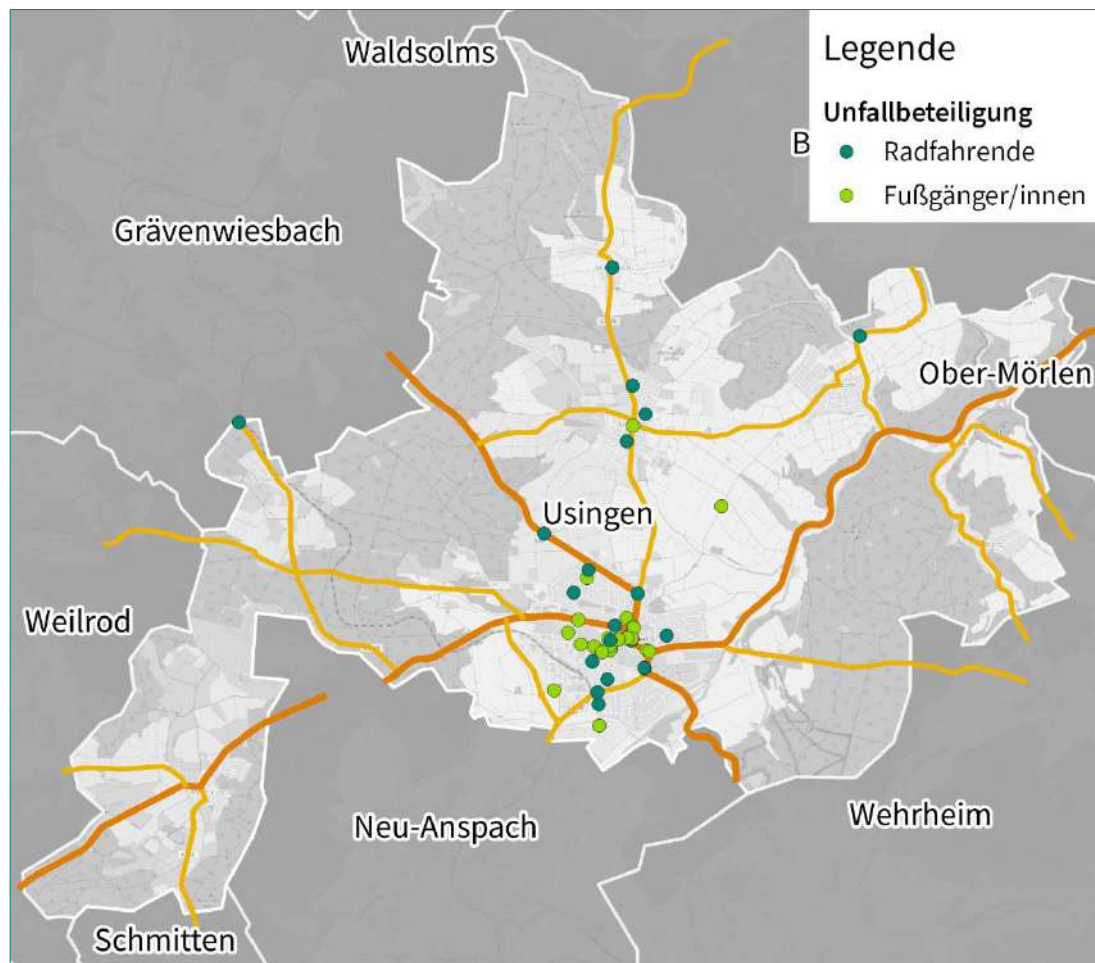 Waldsolms
Legende
Unfallbeteiligung
B
Radfahrende
Fußgänger/innen
Grävenwiesbach
Ober-Mörlen
Usingen
Weilrod
Neu-Anspach
Wehrheim
Schmitten